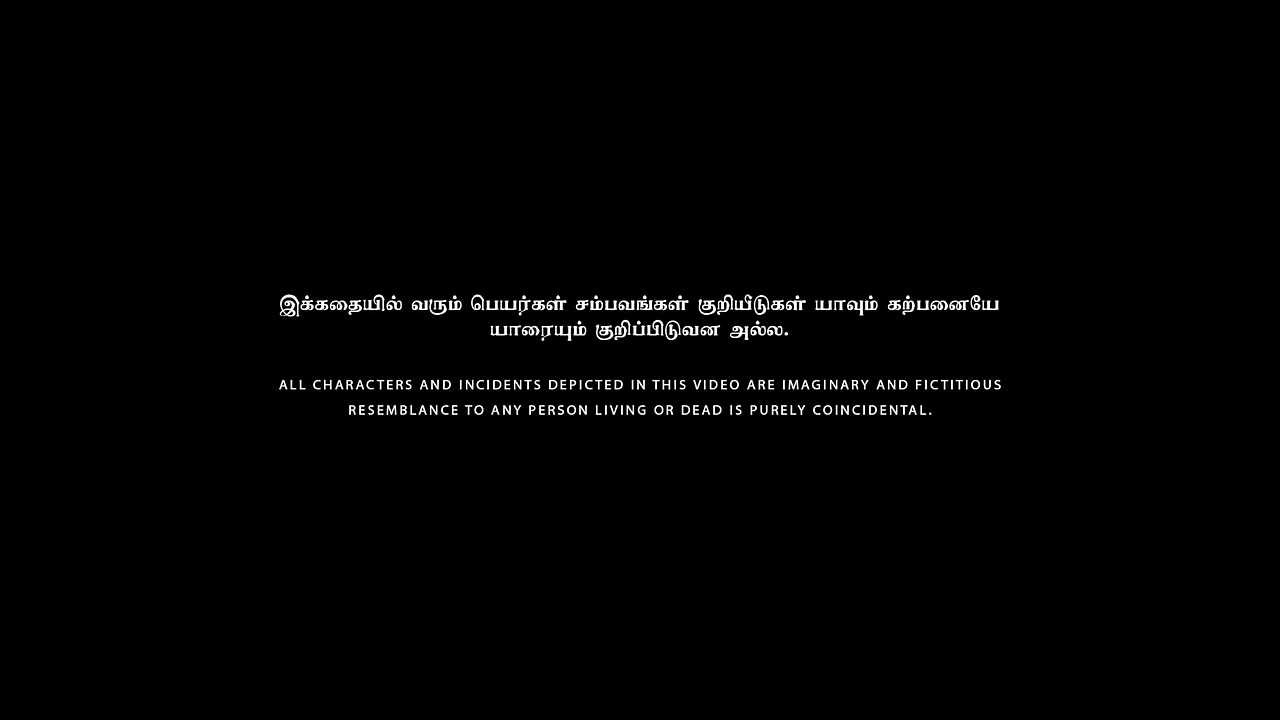 இக்கதையில் வரும் பெயர்கள் சம்பவங்கள் குறியீடுகள் யாவும் கற்பனையே
யாரையும் குறிப்பிடுவன அல்ல.
ALL CHARACTERS AND INCIDENTS DEPICTED IN THIS VIDEO ARE IMAGINARY AND FICTITIOUS
RESEMBLANCE TO ANY PERSON LIVING OR DEAD IS PURELY COINCIDENTAL.